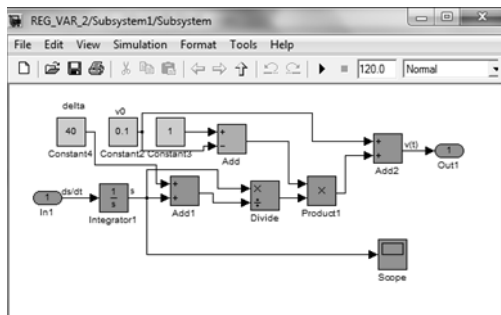 REG_VAR_2/Subsystem1/Subsystem
File Edit View Simulation Format Tools Help
120.0 Normal
delta
v0
40
0.1
1
Constant4
Constant2
Constant3
Add
Add2
v(t)
1
Out1
1
In1
ds/dt
1
s
Integrator1
s
Add1
Divide
Product1
Scope